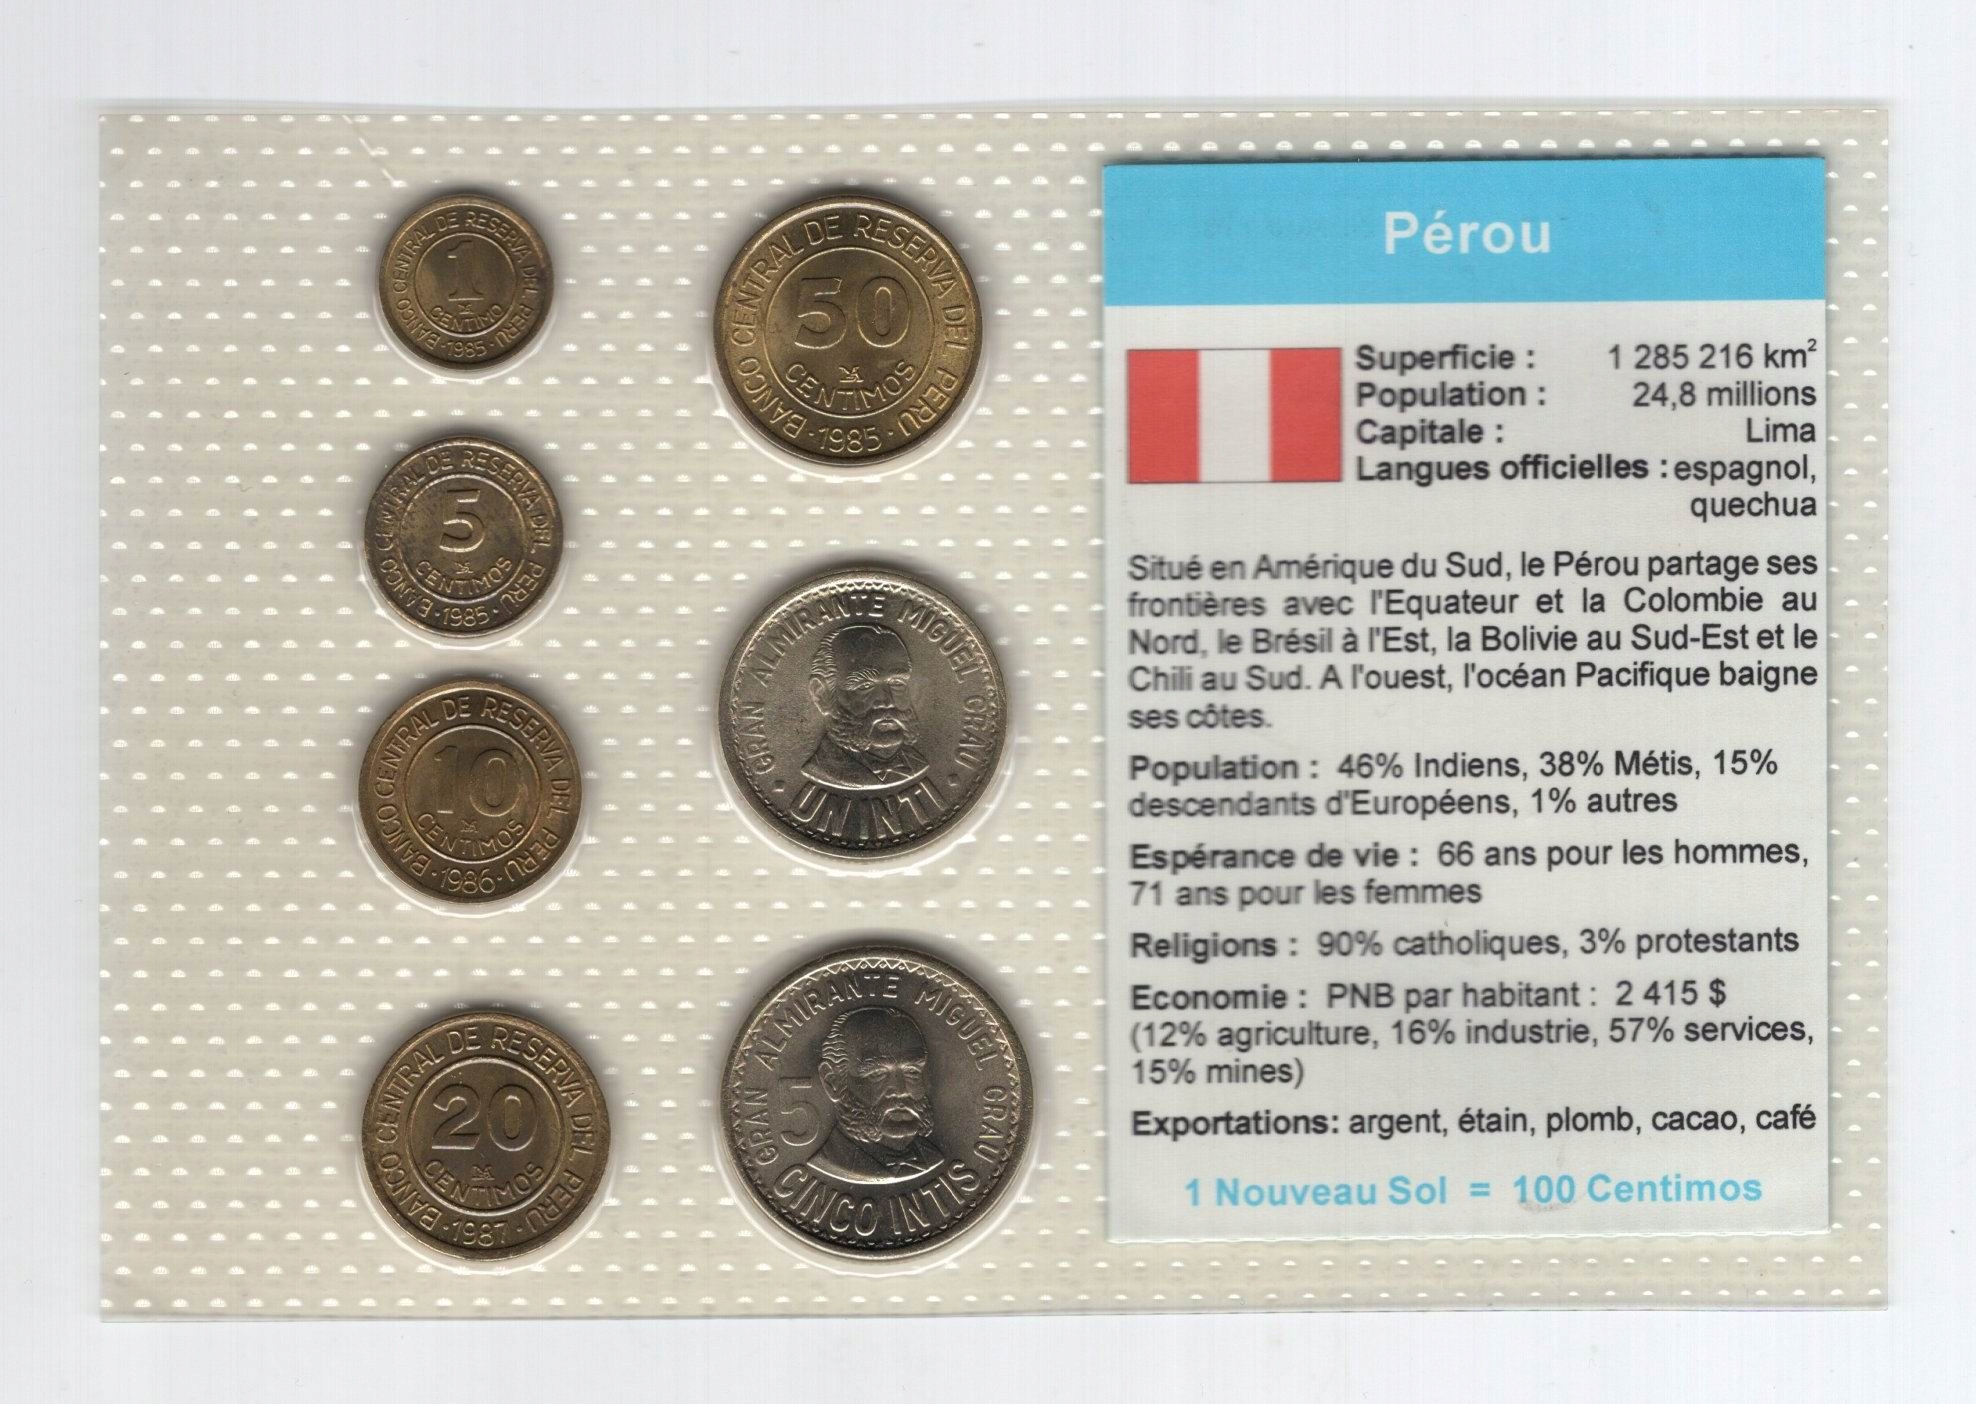 BANCO CENTRAL DE RESERVA DEL PERU
1
CENTIMO
·1985·
BANCO CENTRAL DE RESERVA DEL PERU
5
CENTIMOS
·1985·
BANCO CENTRAL DE RESERVA DEL PERU
10
CENTIMOS
·1986·
BANCO CENTRAL DE RESERVA DEL PERU
20
CENTIMOS
·1987·
BANCO CENTRAL DE RESERVA DEL PERU
50
CENTIMOS
·1985·
· GRAN ALMIRANTE MIGUEL GRAU ·
UN INTI
GRAN ALMIRANTE MIGUEL GRAU
5
CINCO INTIS
Pérou
Superficie : 1 285 216 km²
Population : 24,8 millions
Capitale : Lima
Langues officielles : espagnol,
quechua
Situé en Amérique du Sud, le Pérou partage ses
frontières avec l'Equateur et la Colombie au
Nord, le Brésil à l'Est, la Bolivie au Sud-Est et le
Chili au Sud. A l'ouest, l'océan Pacifique baigne
ses côtes.
Population : 46% Indiens, 38% Métis, 15%
descendants d'Européens, 1% autres
Espérance de vie : 66 ans pour les hommes,
71 ans pour les femmes
Religions : 90% catholiques, 3% protestants
Economie : PNB par habitant : 2 415 $
(12% agriculture, 16% industrie, 57% services,
15% mines)
Exportations: argent, étain, plomb, cacao, café
1 Nouveau Sol = 100 Centimos